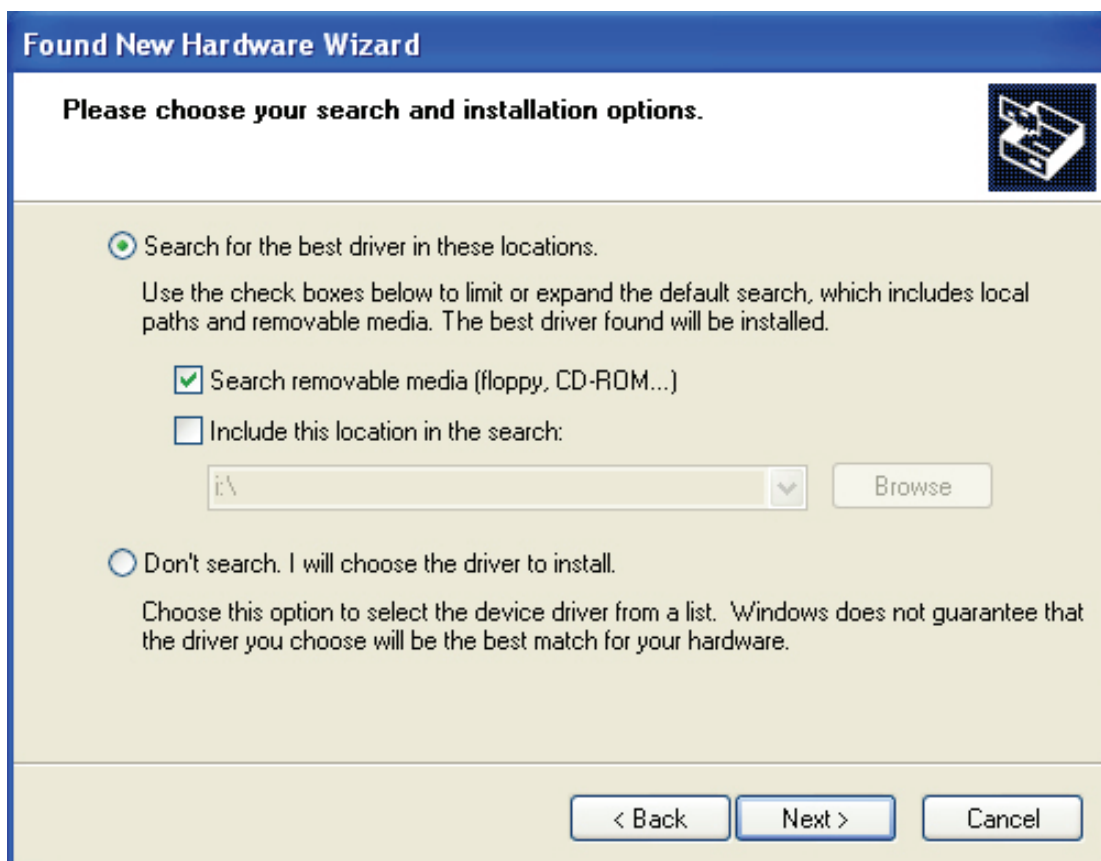 Found New Hardware Wizard
Please choose your search and installation options.
Search for the best driver in these locations.
Use the check boxes below to limit or expand the default search, which includes local
paths and removable media. The best driver found will be installed.
Search removable media (floppy, CD-ROM...)
Include this location in the search:
i:\
Browse
Don't search. I will choose the driver to install.
Choose this option to select the device driver from a list.  Windows does not guarantee that
the driver you choose will be the best match for your hardware.
< Back
Next >
Cancel